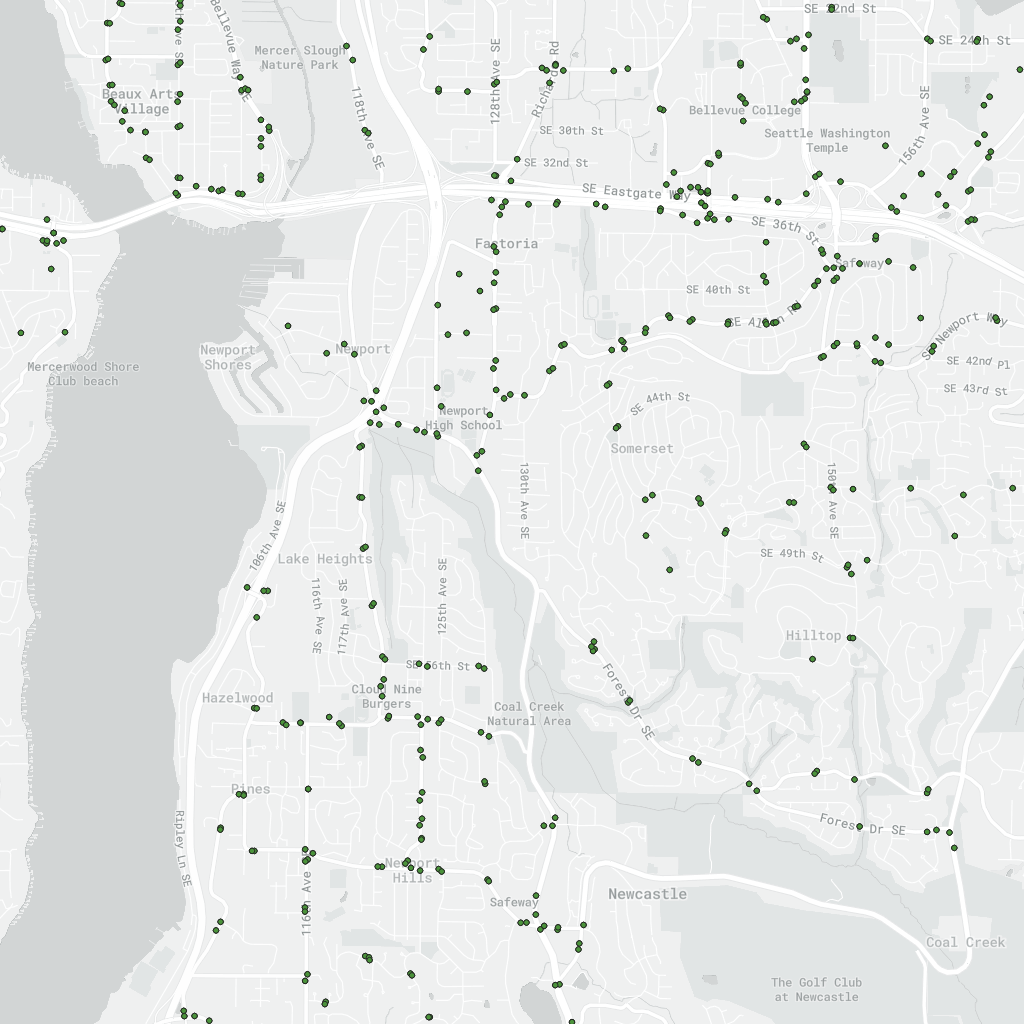 SE 22nd St
SE 24th St
Bellevue Way SE
Mercer Slough
Nature Park
128th Ave SE
Richards Rd
118th Ave SE
Beaux Arts
Village
Bellevue College
156th Ave SE
SE 30th St
Seattle Washington
Temple
SE 32nd St
SE Eastgate Way
SE 36th St
Factoria
Safeway
SE 40th St
SE Allen Rd
SE Newport Way
Newport
Shores
Newport
Mercerwood Shore
Club beach
SE 42nd Pl
SE 43rd St
SE 44th St
Newport
High School
Somerset
130th Ave SE
150th Ave SE
106th Ave SE
Lake Heights
SE 49th St
116th Ave SE
117th Ave SE
125th Ave SE
Hilltop
SE 56th St
Hazelwood
Cloud Nine
Burgers
Forest Dr SE
Coal Creek
Natural Area
Pines
Ripley Ln SE
Forest Dr SE
Newport
Hills
116th Ave
Safeway
Newcastle
Coal Creek
The Golf Club
at Newcastle